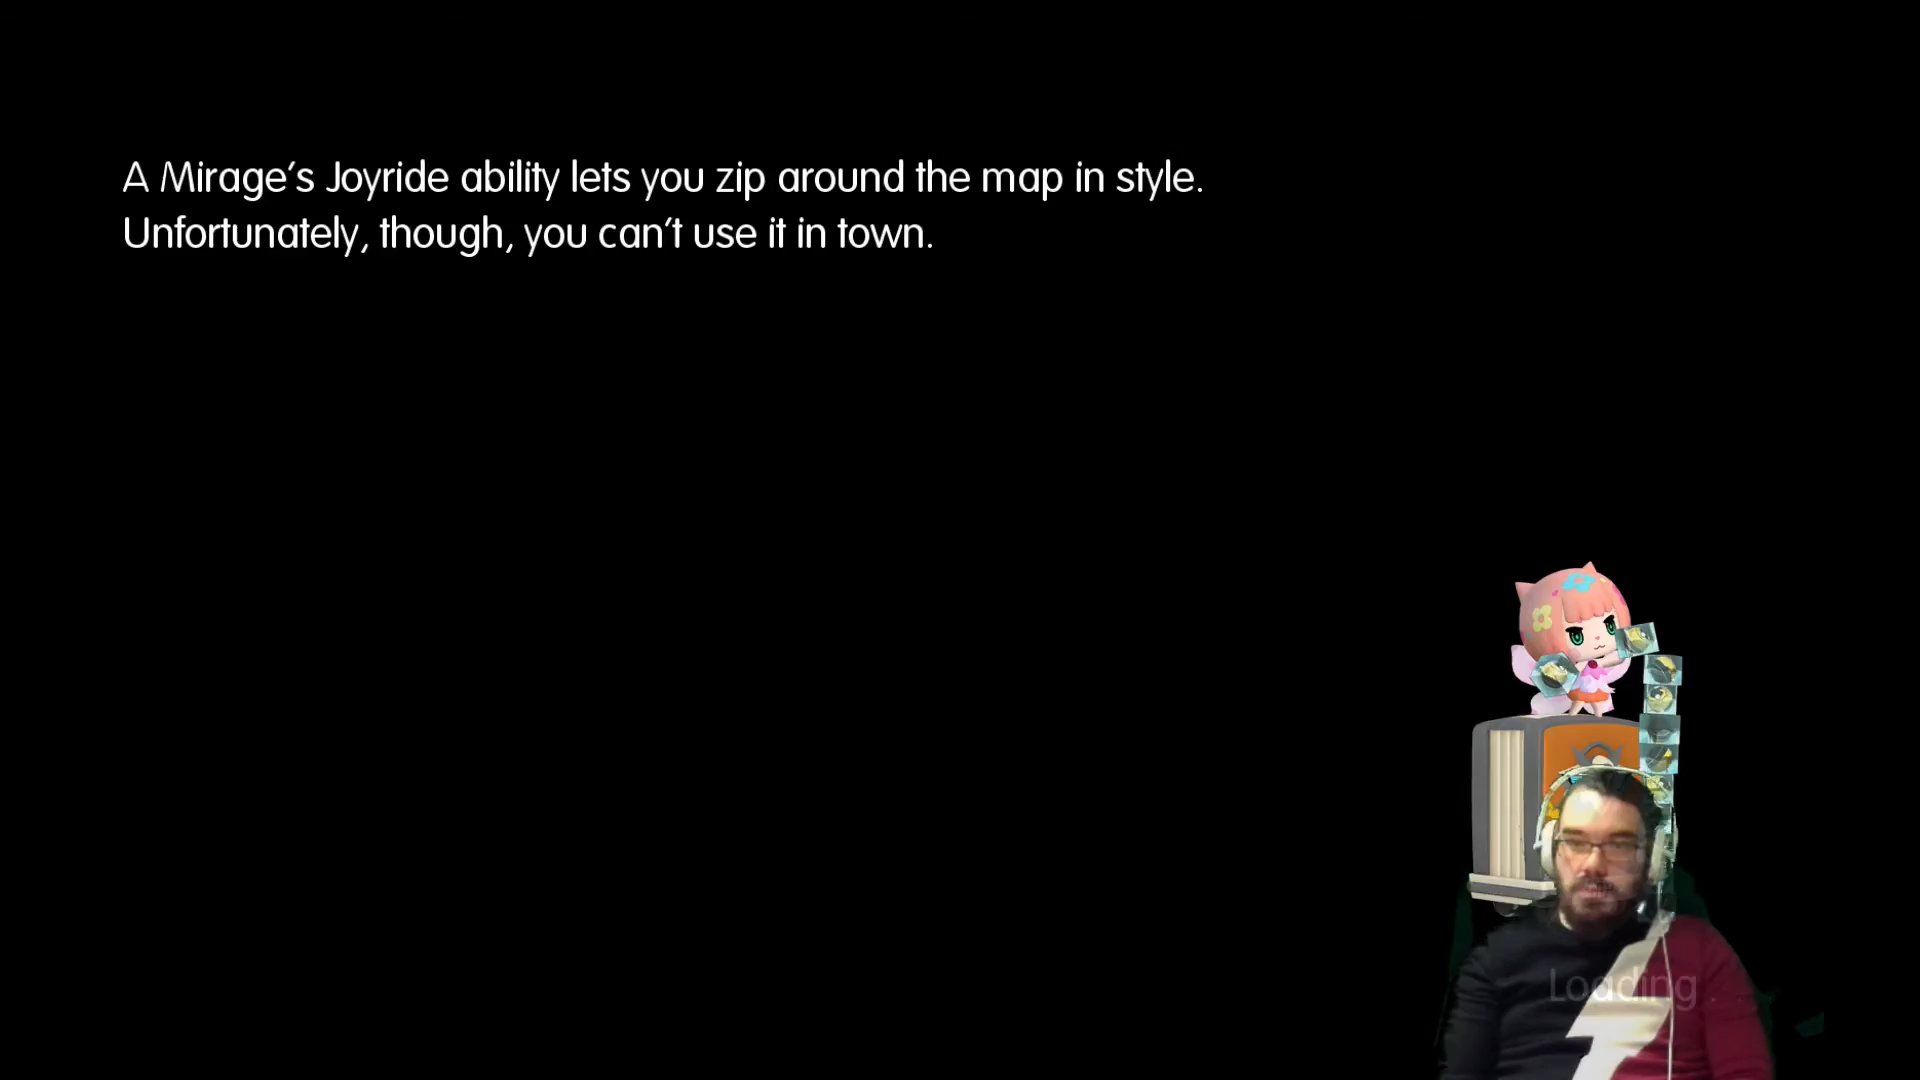 A Mirage's Joyride ability lets you zip around the map in style.
Unfortunately, though, you can't use it in town.
Loading . . .